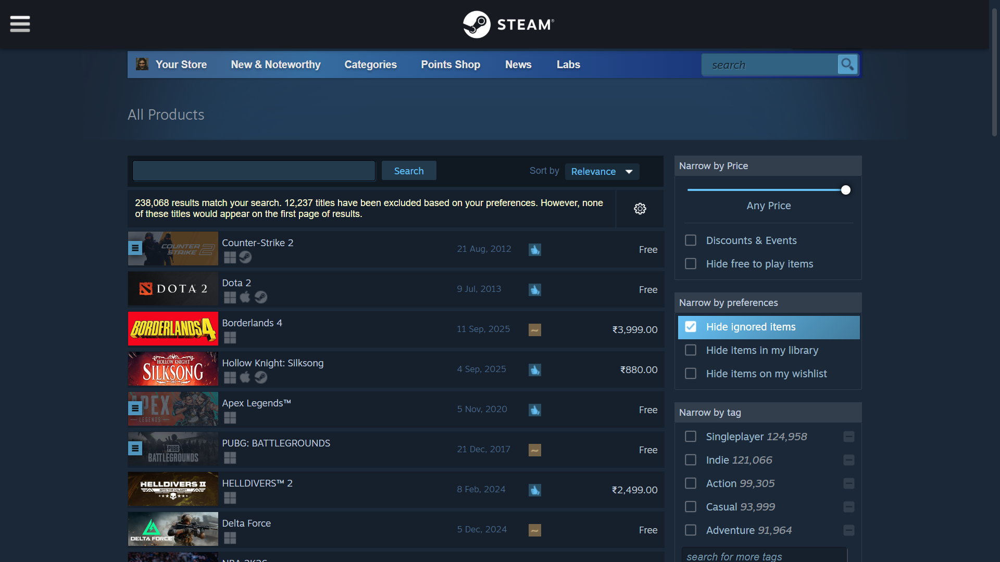 STEAM®
Your Store
New & Noteworthy
Categories
Points Shop
News
Labs
search
All Products
Search
Sort by
Relevance
238,068 results match your search. 12,237 titles have been excluded based on your preferences. However, none
of these titles would appear on the first page of results.
COUNTER
STRIKE 2
Counter-Strike 2
21 Aug, 2012
Free
DOTA 2
Dota 2
9 Jul, 2013
Free
BORDERLANDS 4
Borderlands 4
11 Sep, 2025
₹3,999.00
HOLLOW KNIGHT
SILKSONG
Hollow Knight: Silksong
4 Sep, 2025
₹880.00
APEX
LEGENDS
Apex Legends™
5 Nov, 2020
Free
PUBG
BATTLEGROUNDS
PUBG: BATTLEGROUNDS
21 Dec, 2017
Free
HELLDIVERS II
INTO THE UNJUST
HELLDIVERS™ 2
8 Feb, 2024
₹2,499.00
DELTA FORCE
Delta Force
5 Dec, 2024
Free
NBA 2K26
Narrow by Price
Any Price
Discounts & Events
Hide free to play items
Narrow by preferences
Hide ignored items
Hide items in my library
Hide items on my wishlist
Narrow by tag
Singleplayer 124,958
Indie 121,066
Action 99,305
Casual 93,999
Adventure 91,964
search for more tags